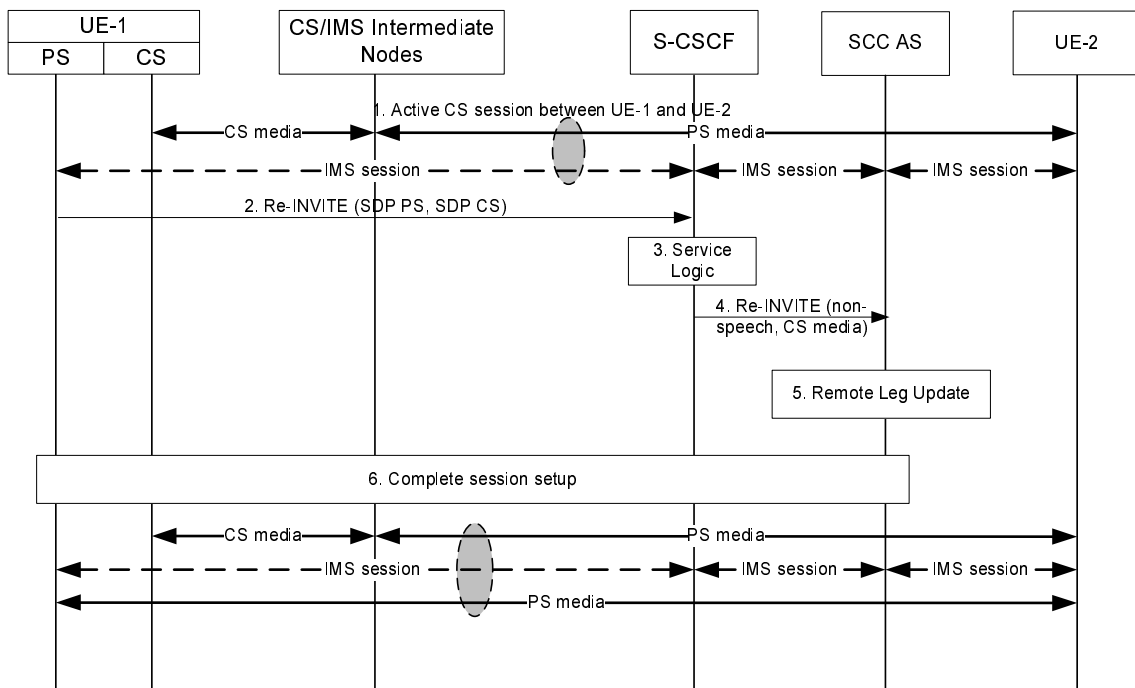 UE-1
PS
CS
CS/IMS Intermediate
Nodes
S-CSCF
SCC AS
UE-2
1. Active CS session between UE-1 and UE-2
CS media
PS media
IMS session
IMS session
IMS session
2. Re-INVITE (SDP PS, SDP CS)
3. Service
Logic
4. Re-INVITE (non-
speech, CS media)
5. Remote Leg Update
6. Complete session setup
CS media
PS media
IMS session
IMS session
IMS session
PS media